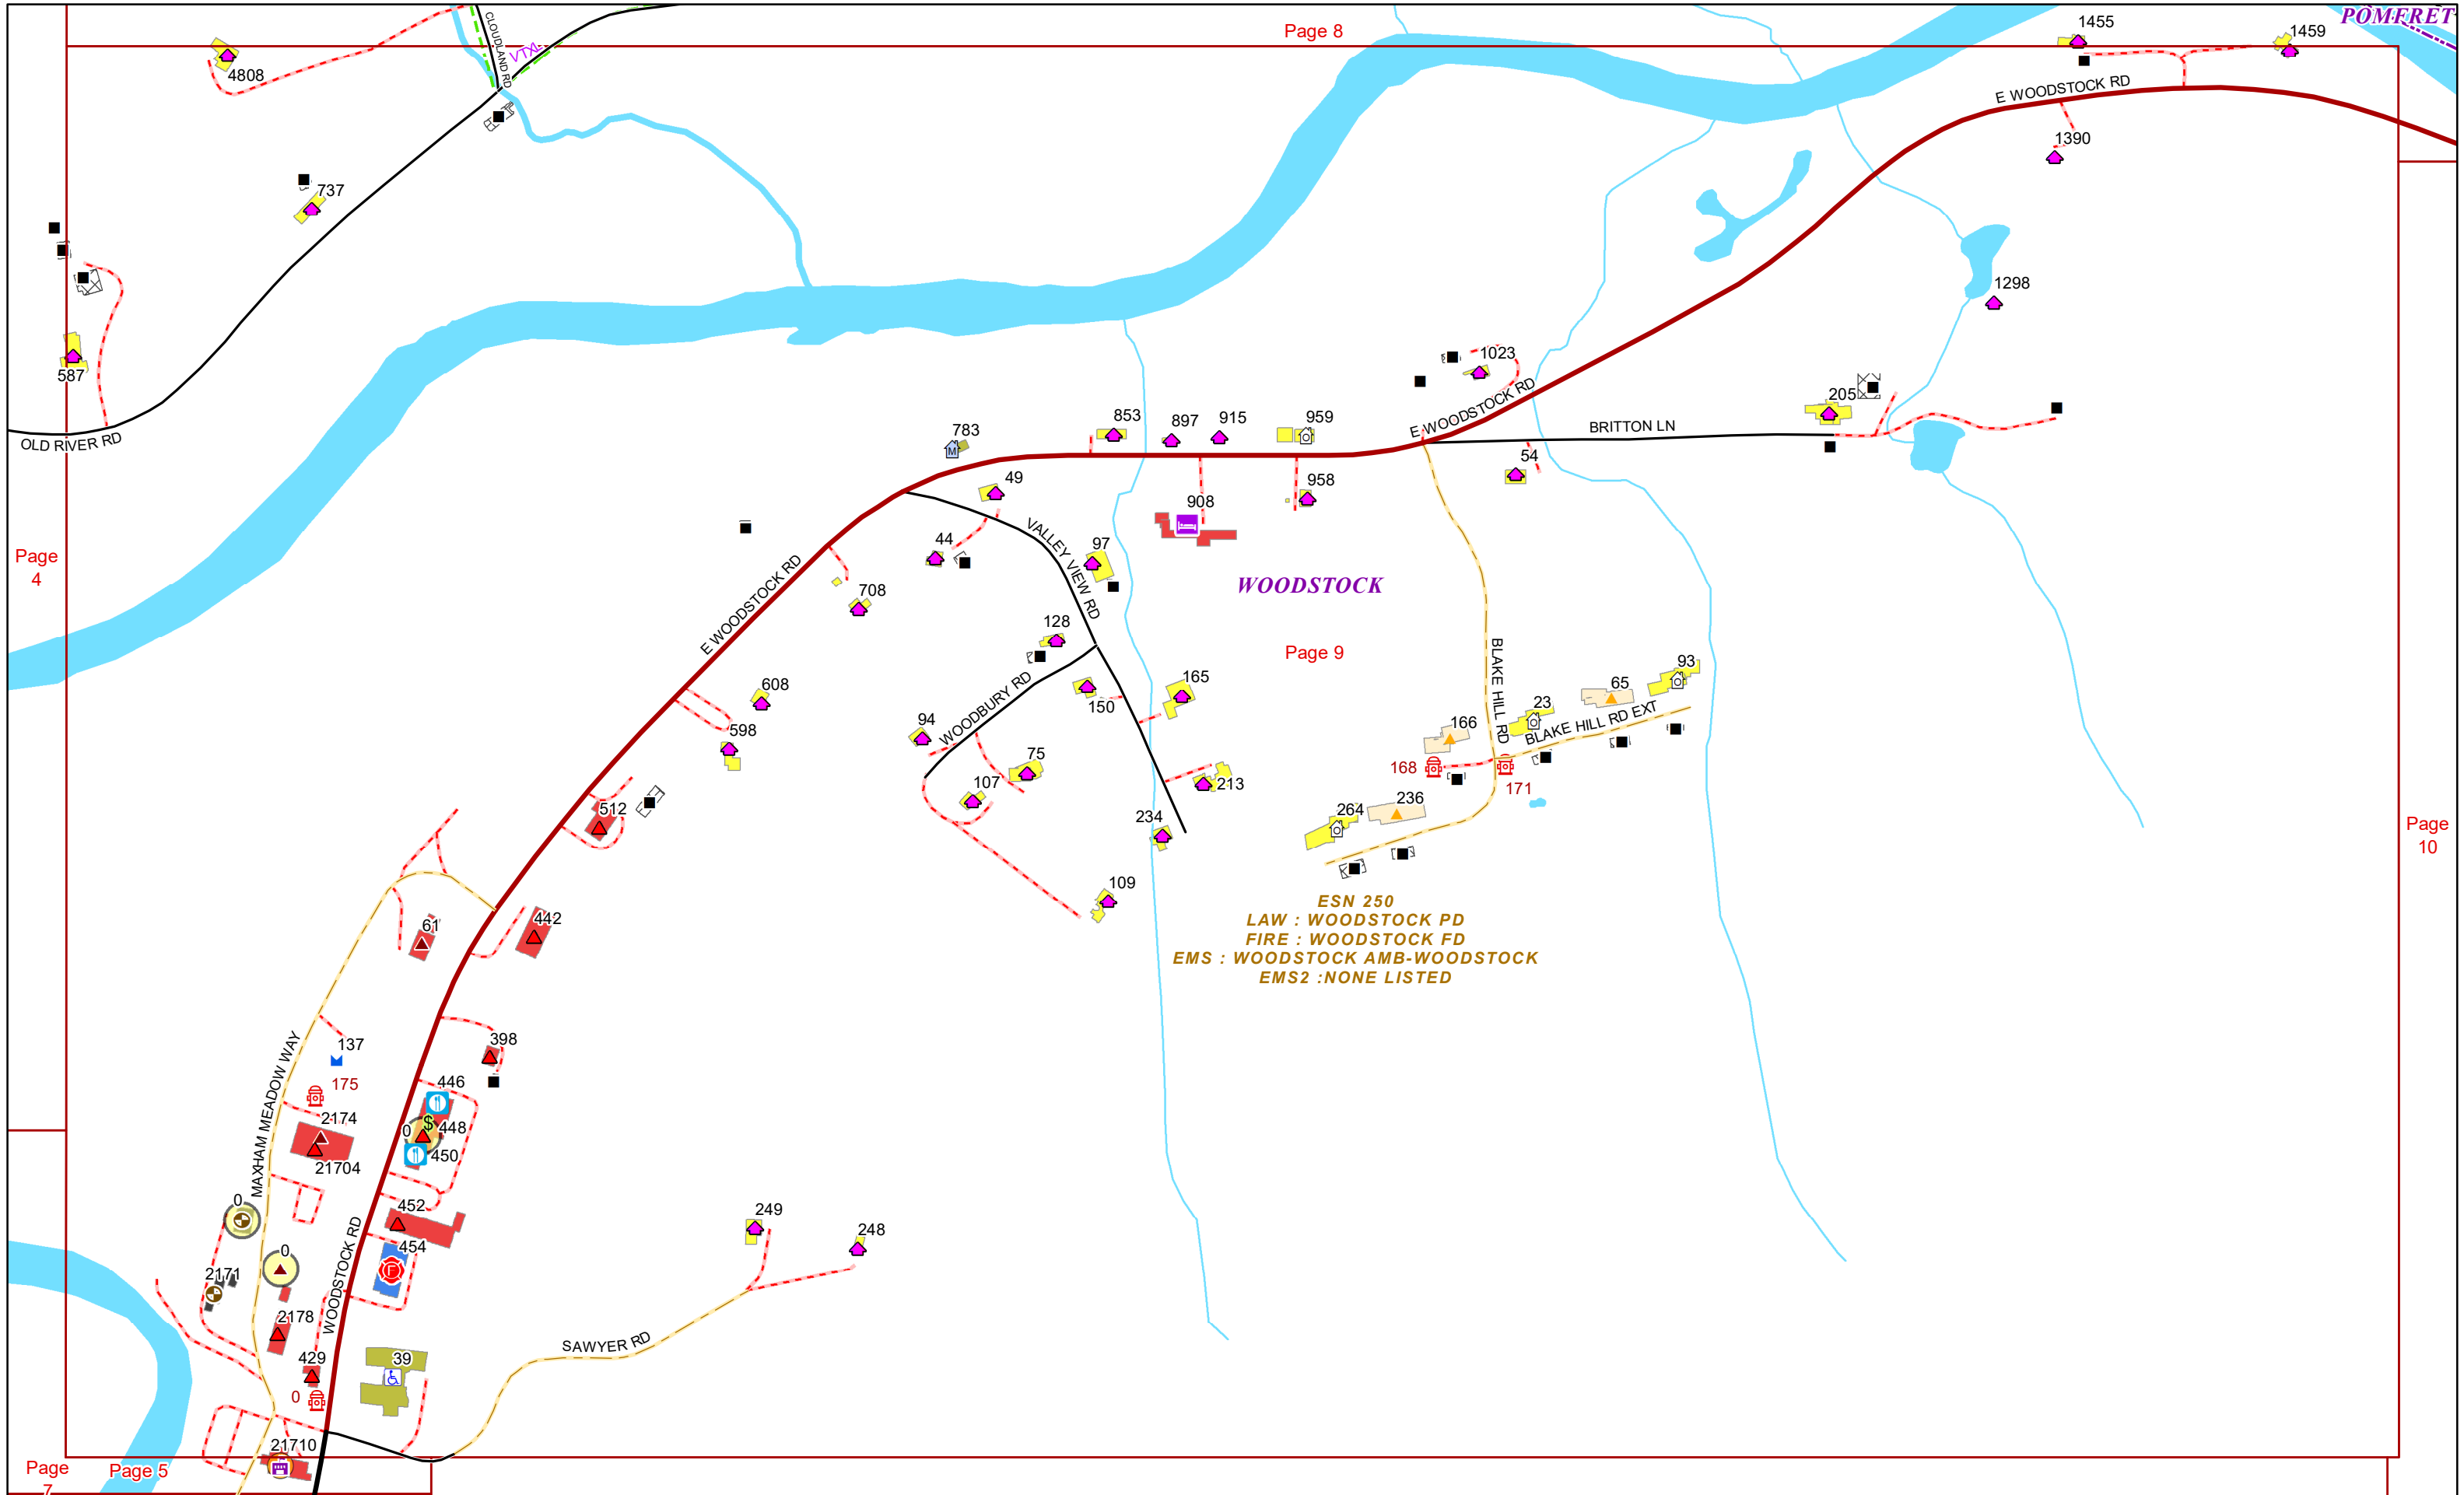 Page 8
POMFRET
1455
1459
4808
CLOUDLAND RD
VTXL
E WOODSTOCK RD
1390
737
1298
587
1023
OLD RIVER RD
205
E WOODSTOCK RD
BRITTON LN
783
853
897
915
959
54
49
958
908
Page
4
VALLEY VIEW RD
44
97
E WOODSTOCK RD
708
WOODSTOCK
128
Page 9
BLAKE HILL RD
93
165
65
608
150
WOODBURY RD
23
94
166
BLAKE HILL RD EXT
598
75
168
171
107
213
236
264
512
234
Page
10
109
ESN 250
LAW : WOODSTOCK PD
FIRE : WOODSTOCK FD
EMS : WOODSTOCK AMB-WOODSTOCK
EMS2 :NONE LISTED
61
442
398
137
MAXHAM MEADOW WAY
175
446
$
2174
0
448
450
21704
0
452
249
248
454
F
0
WOODSTOCK RD
2171
2178
SAWYER RD
429
39
0
21710
Page
7
Page 5
M